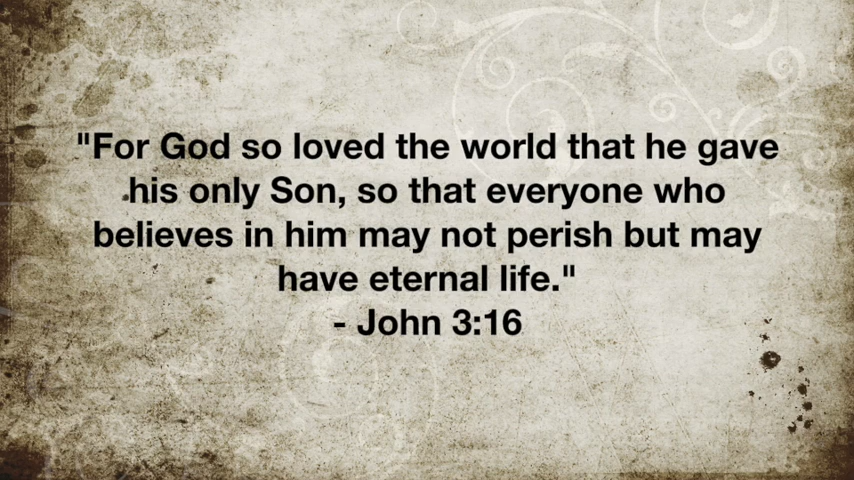 "For God so loved the world that he gave
his only Son, so that everyone who
believes in him may not perish but may
have eternal life."
- John 3:16